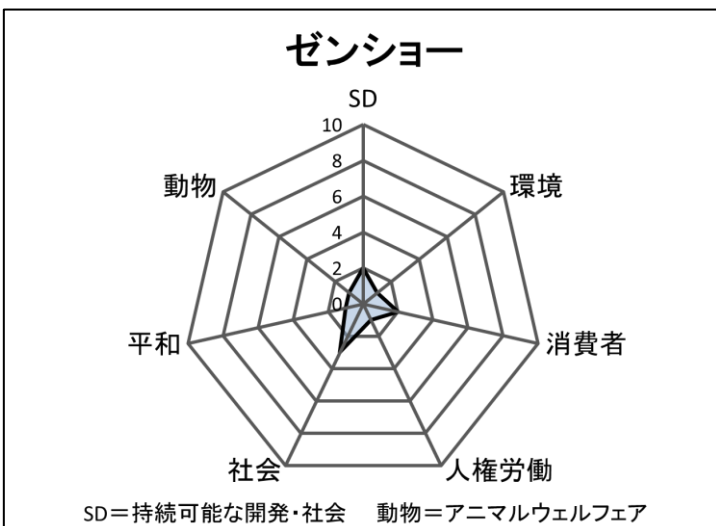 ゼンショー
SD
10
8
6
4
2
0
動物
環境
平和
消費者
社会
人権労働
SD＝持続可能な開発・社会　動物＝アニマルウェルフェア